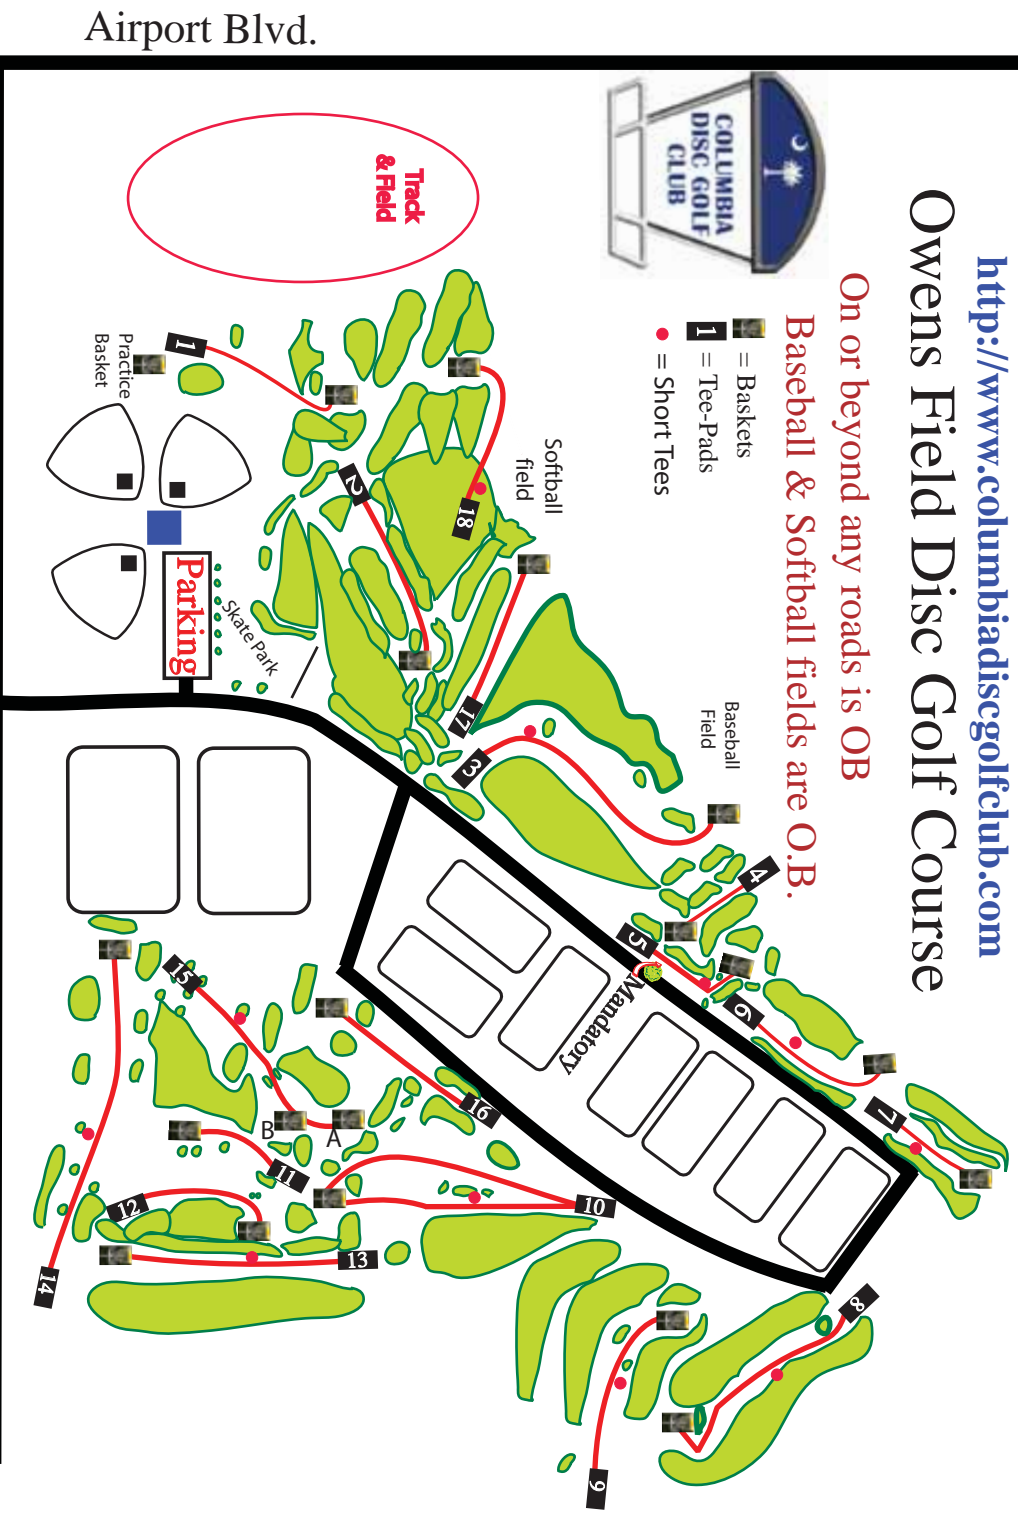 Airport Blvd.
http://www.columbiadiscgolfclub.com
Owens Field Disc Golf Course
On or beyond any roads is OB
Baseball & Softball fields are O.B.
COLUMBIA
DISC GOLF
CLUB
= Baskets
1 = Tee-Pads
= Short Tees
Track
& Field
Softball
field
Baseball
Field
Practice
Basket
Parking
Skate Park
Mandatory
1
2
3
4
5
6
7
8
9
10
11
12
13
14
15
16
17
18
A
B